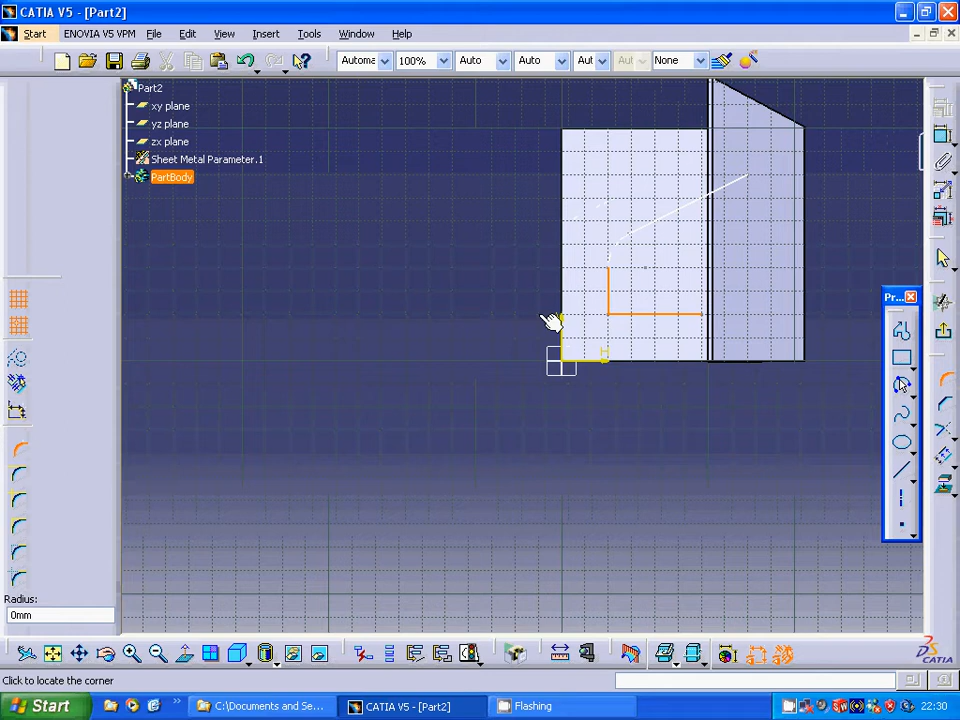 CATIA V5 - [Part2]
Start ENOVIA V5 VPM File Edit View Insert Tools Window Help
Automa 100% Auto Auto Aut Aut None
Part2
xy plane
yz plane
zx plane
Sheet Metal Parameter.1
PartBody
Pr...
H
Radius:
0mm
CATIA
Click to locate the corner
Start C:\Documents and Se... CATIA V5 - [Part2] Flashing 22:30